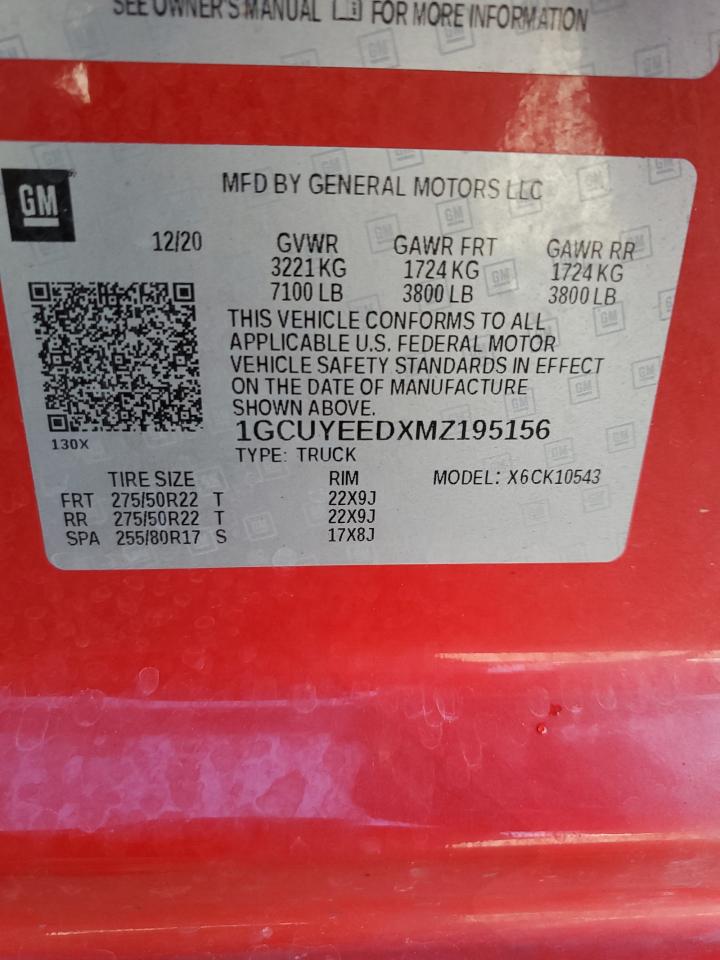 SEE OWNER'S MANUAL FOR MORE INFORMATION
GM
MFD BY GENERAL MOTORS LLC
12/20 GVWR GAWR FRT GAWR RR
3221 KG 1724 KG 1724 KG
7100 LB 3800 LB 3800 LB
THIS VEHICLE CONFORMS TO ALL
APPLICABLE U.S. FEDERAL MOTOR
VEHICLE SAFETY STANDARDS IN EFFECT
ON THE DATE OF MANUFACTURE
SHOWN ABOVE.
130X
1GCUYEEDXMZ195156
TYPE: TRUCK
TIRE SIZE RIM MODEL: X6CK10543
FRT 275/50R22 T 22X9J
RR 275/50R22 T 22X9J
SPA 255/80R17 S 17X8J